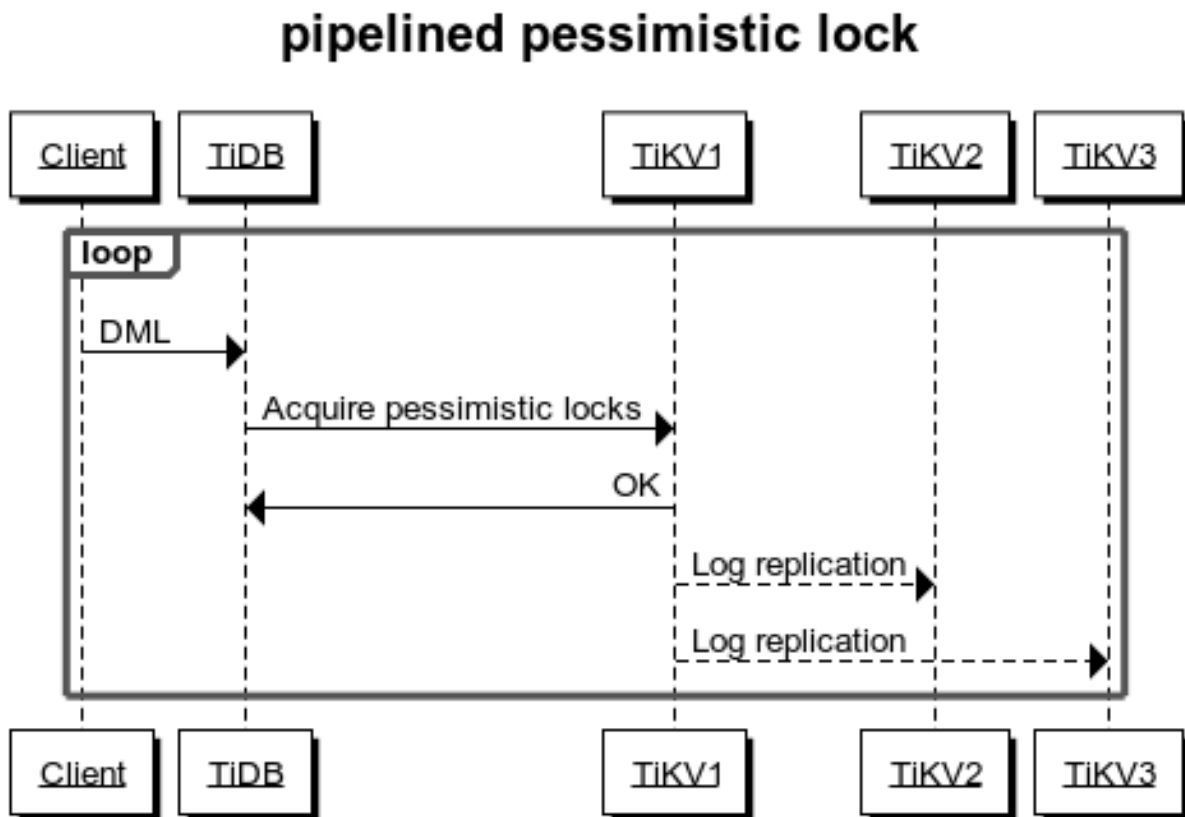 pipelined pessimistic lock
Client
TiDB
TiKV1
TiKV2
TiKV3
loop
DML
Acquire pessimistic locks
OK
Log replication
Log replication
Client
TiDB
TiKV1
TiKV2
TiKV3